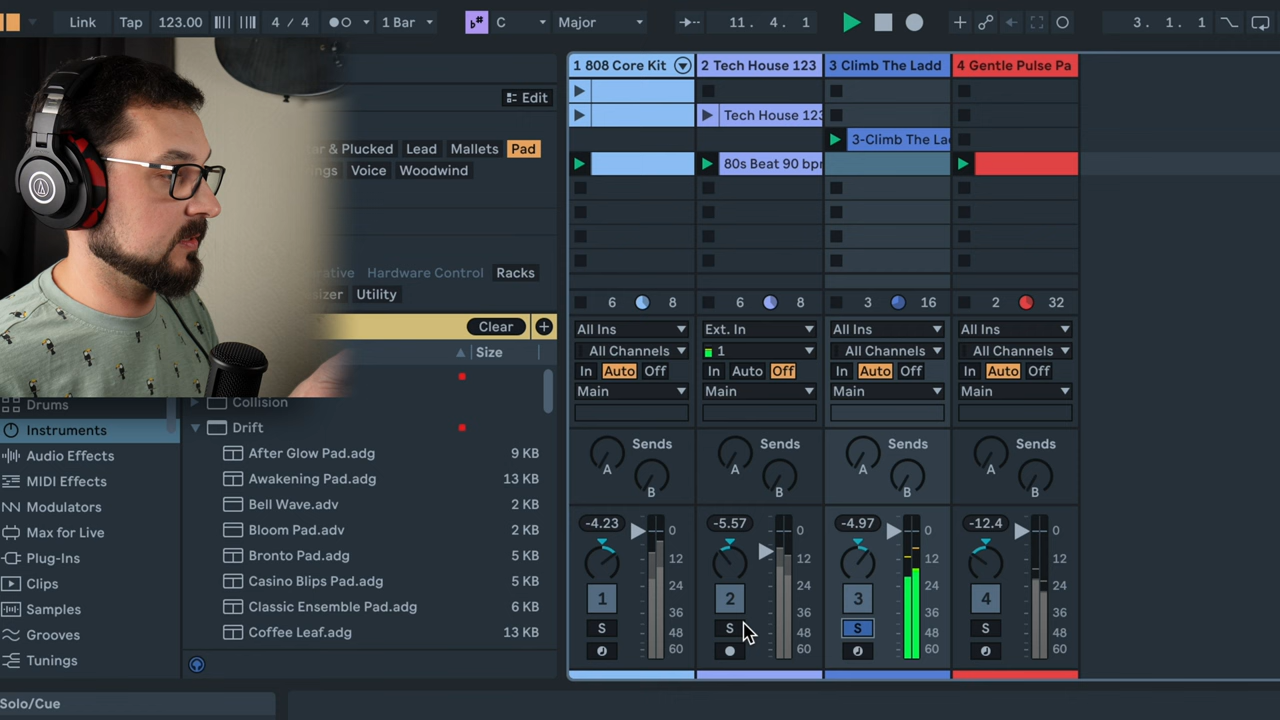 Link Tap 123.00 4 / 4 1 Bar C Major 11. 4. 1 3. 1. 1
1 808 Core Kit 2 Tech House 123 3 Climb The Ladd 4 Gentle Pulse Pa
Edit
Tech House 123
& Plucked Lead Mallets Pad
3-Climb The La
Voice Woodwind
80s Beat 90 bpm
Hardware Control Racks
Utility
6 8 6 8 3 16 2 32
Clear
All Ins Ext. In All Ins All Ins
Size
All Channels 1 All Channels All Channels
In Auto Off In Auto Off In Auto Off In Auto Off
Main Main Main Main
Drums
Collision
Instruments
Drift
Audio Effects
After Glow Pad.adg 9 KB
MIDI Effects
Awakening Pad.adg 13 KB
Modulators
Bell Wave.adv 2 KB
Max for Live
Bloom Pad.adv 2 KB
Plug-Ins
Bronto Pad.adg 5 KB
Clips
Casino Blips Pad.adg 5 KB
Samples
Classic Ensemble Pad.adg 6 KB
Grooves
Coffee Leaf.adg 13 KB
Tunings
Sends Sends Sends Sends
A A A A
B B B B
-4.23 0 -5.57 0 -4.97 0 -12.4 0
12 12 12 12
24 24 24 24
1 2 3 4
36 36 36 36
S S S S
48 48 48 48
60 60 60 60
Solo/Cue